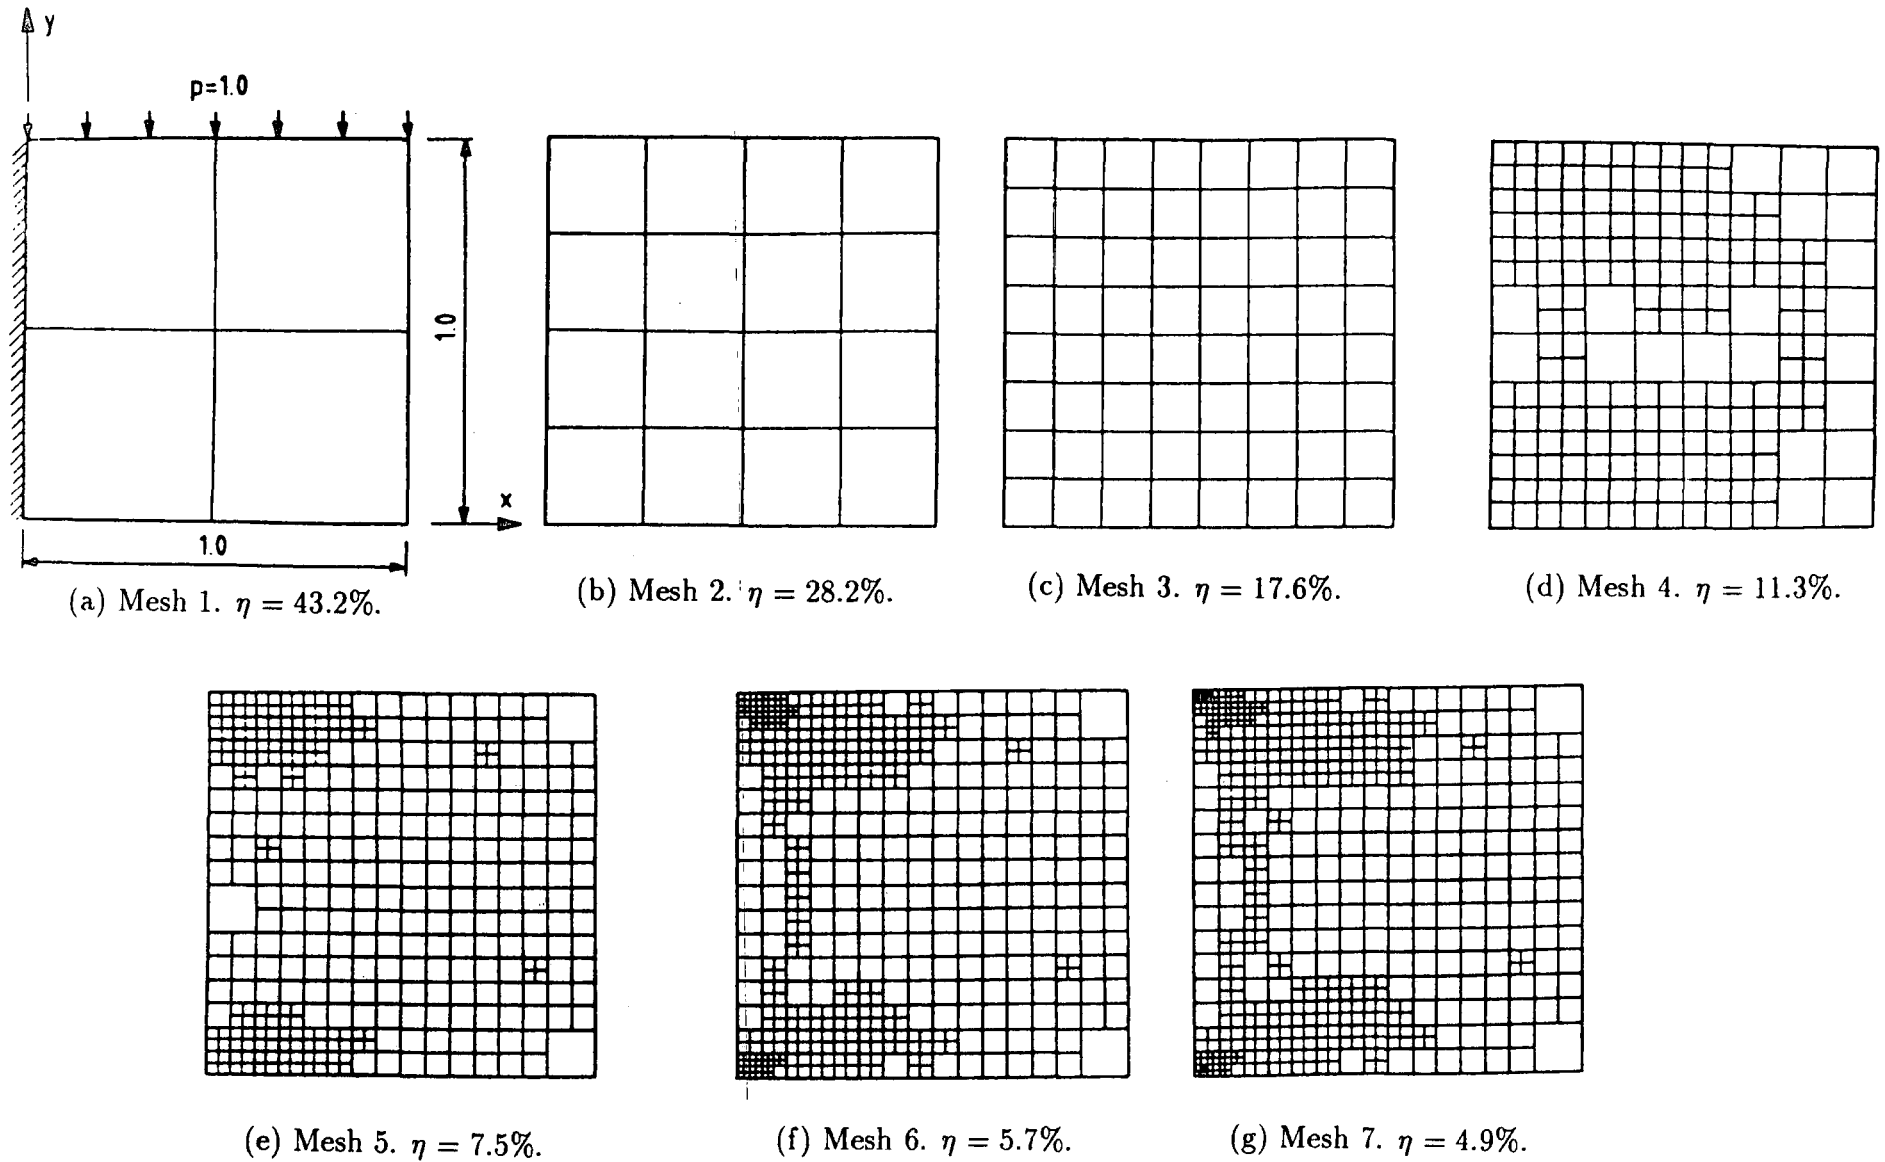 y
p=1.0
1.0
x
1.0
(a) Mesh 1. η = 43.2%.
(b) Mesh 2. η = 28.2%.
(c) Mesh 3. η = 17.6%.
(d) Mesh 4. η = 11.3%.
(e) Mesh 5. η = 7.5%.
(f) Mesh 6. η = 5.7%.
(g) Mesh 7. η = 4.9%.